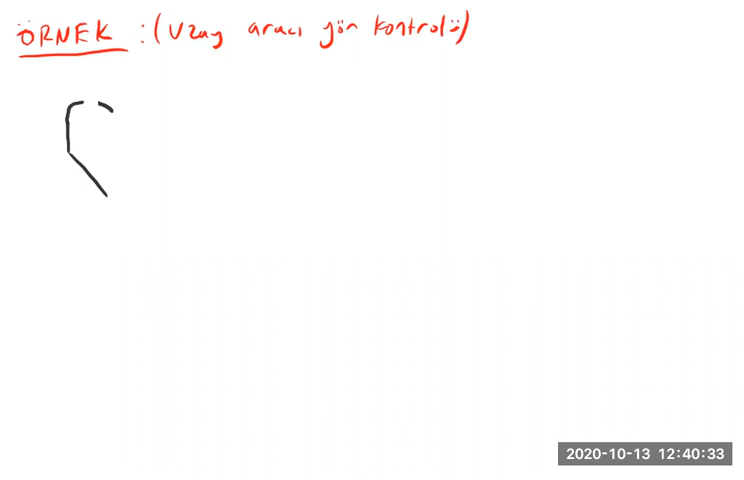 ÖRNEK : (Uzay aracı yön kontrolü)
2020-10-13 12:40:33